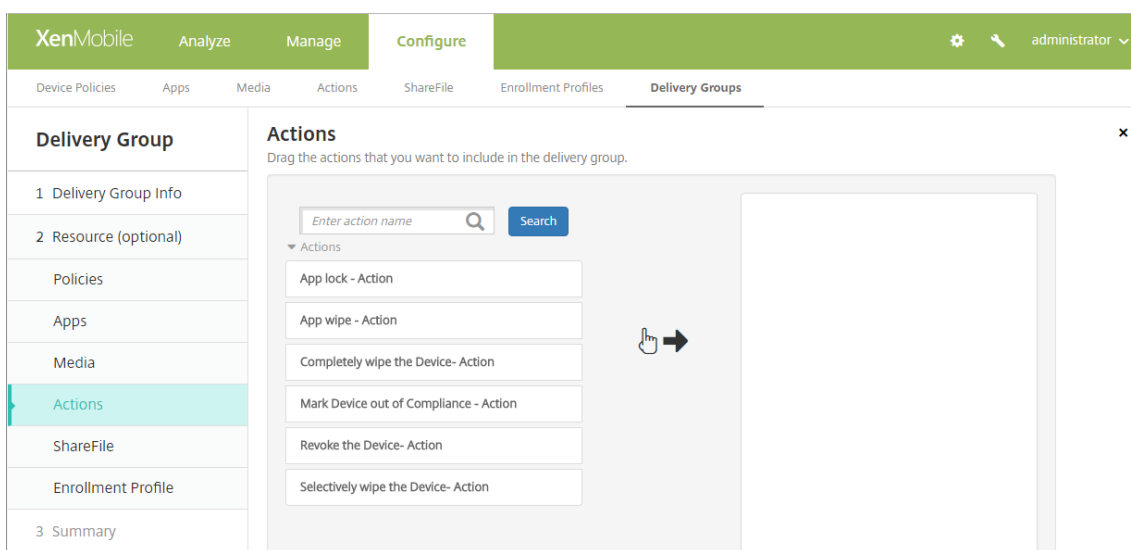 XenMobile Analyze Manage Configure administrator
Device Policies Apps Media Actions ShareFile Enrollment Profiles Delivery Groups
Delivery Group
1 Delivery Group Info
2 Resource (optional)
Policies
Apps
Media
Actions
ShareFile
Enrollment Profile
3 Summary
Actions
Drag the actions that you want to include in the delivery group.
Enter action name Search
Actions
App lock - Action
App wipe - Action
Completely wipe the Device- Action
Mark Device out of Compliance - Action
Revoke the Device- Action
Selectively wipe the Device- Action